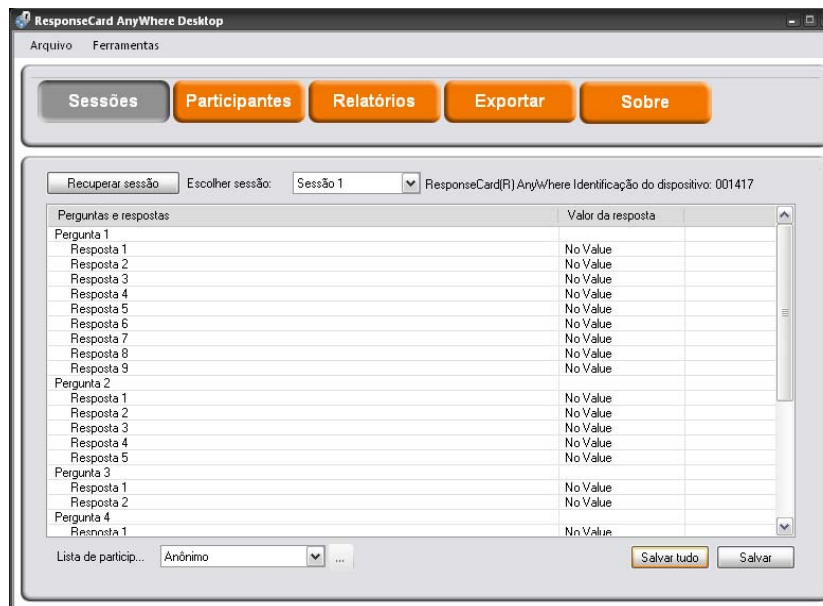 ResponseCard AnyWhere Desktop
Arquivo Ferramentas
Sessões Participantes Relatórios Exportar Sobre
Recuperar sessão Escolher sessão: Sessão 1 ResponseCard(R) AnyWhere Identificação do dispositivo: 001417
Perguntas e respostas Valor da resposta
Pergunta 1
Resposta 1 No Value
Resposta 2 No Value
Resposta 3 No Value
Resposta 4 No Value
Resposta 5 No Value
Resposta 6 No Value
Resposta 7 No Value
Resposta 8 No Value
Resposta 9 No Value
Pergunta 2
Resposta 1 No Value
Resposta 2 No Value
Resposta 3 No Value
Resposta 4 No Value
Resposta 5 No Value
Pergunta 3
Resposta 1 No Value
Resposta 2 No Value
Pergunta 4
Resposta 1 No Value
Lista de particip... Anônimo ... Salvar tudo Salvar